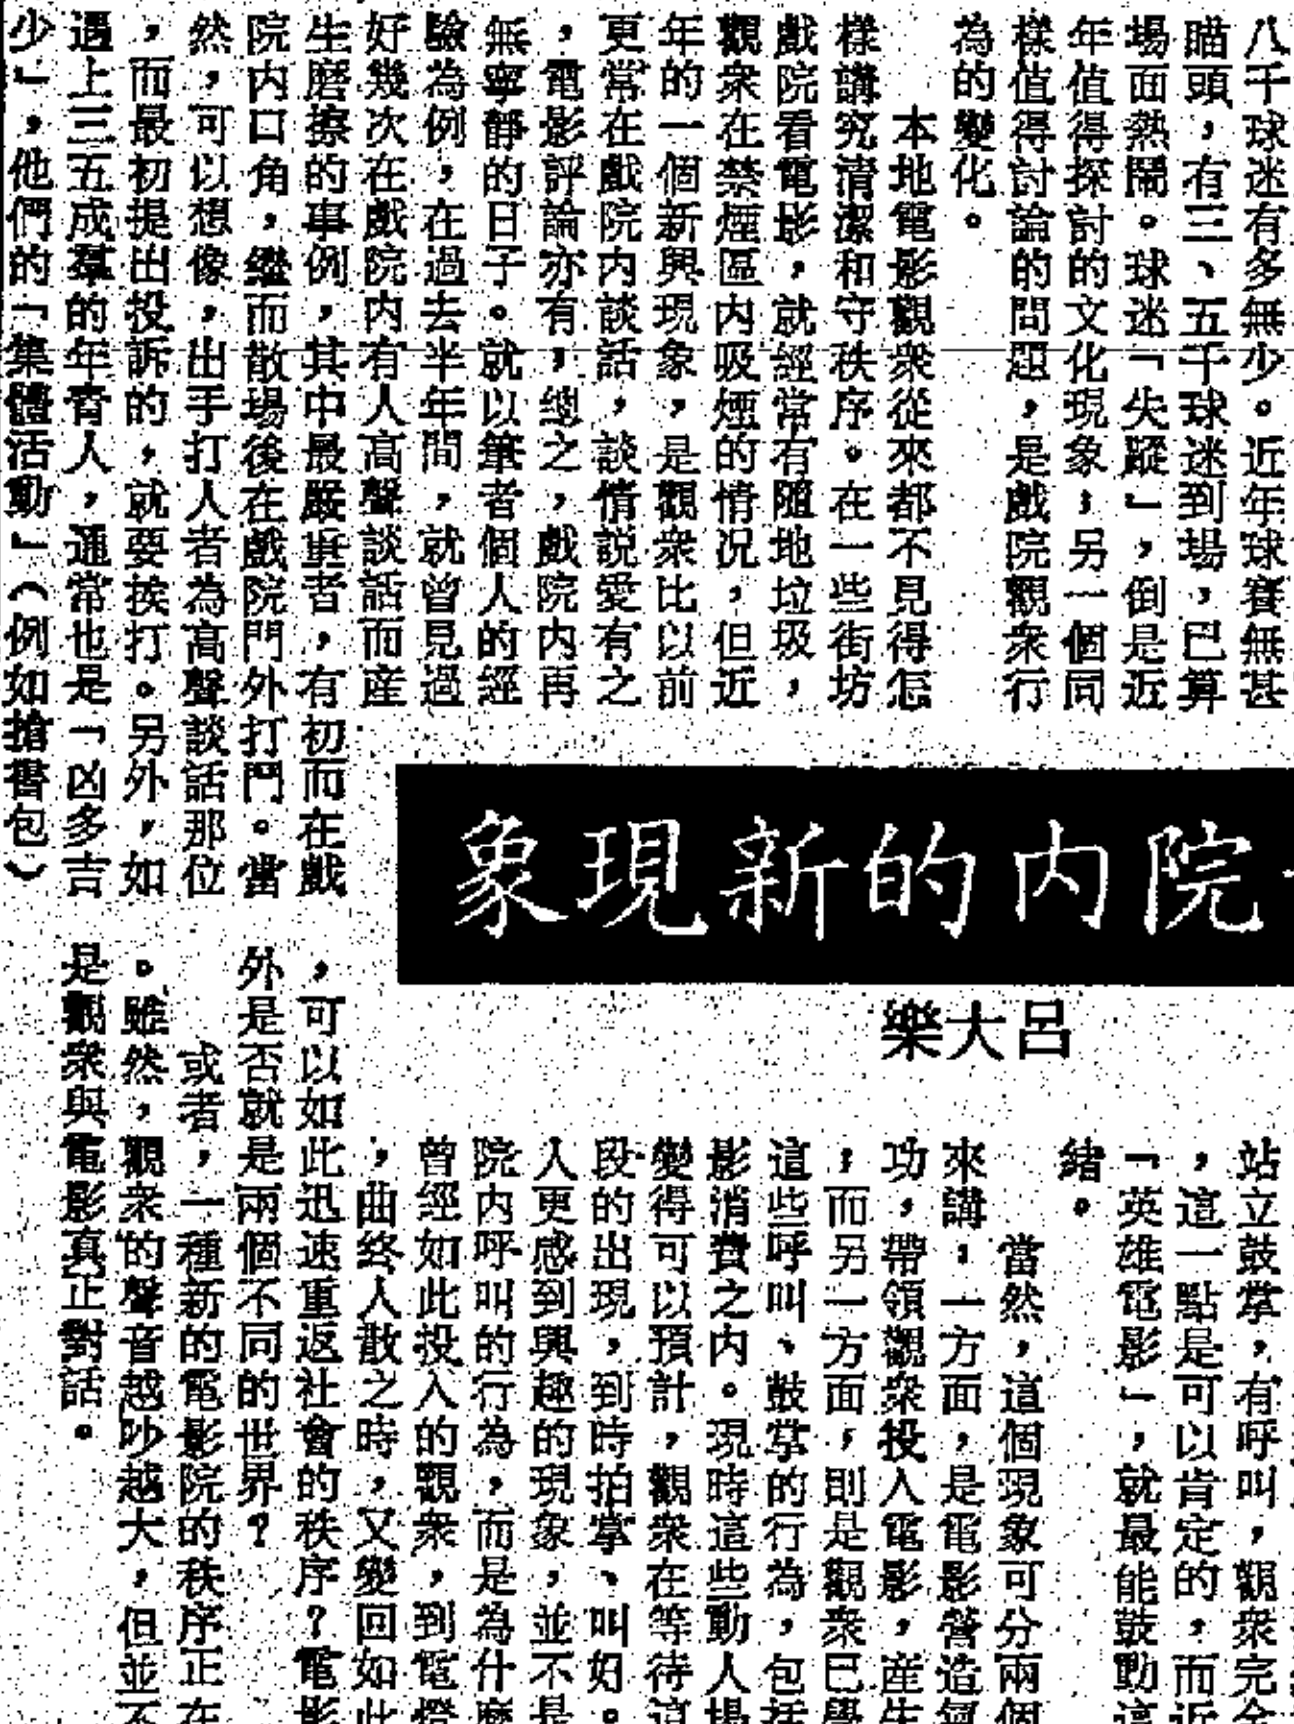 八千球迷有多無少。近年球賽無甚
瞄頭，有三、五千球迷到場，已算
場面熱鬧。球迷「失蹤」，倒是近
年值得探討的文化現象；另一個同
樣值得討論的問題，是戲院觀衆行
為的變化。
本地電影觀衆從來都不見得怎
樣講究清潔和守秩序。在一些街坊
戲院看電影，就經常有隨地垃圾，
觀衆在禁煙區內吸煙的情況，但近
年的一個新興現象，是觀衆比以前
更常在戲院內談話，談情説愛有之
，電影評論亦有，總之，戲院內再
無寧靜的日子。就以筆者個人的經
驗為例，在過去半年間，就曾見過
好幾次在戲院內有人高聲談話而産
生磨擦的事例，其中最嚴重者，有初而在戲
院內口角，繼而散場後在戲院門外打鬥。當
然，可以想像，出手打人者為高聲談話那位
，而最初提出投訴的，就要挨打。另外，如
遇上三五成羣的年青人，通常也是「凶多吉
少」，他們的「集體活動」（例如搶書包）
院內的新現象
呂大樂
站立鼓掌，有呼叫，觀衆完全
，這一點是可以肯定的，而近
「英雄電影」，就最能鼓動這
緒。
當然，這個現象可分兩個
來講：一方面，是電影營造氣
功，帶領觀衆投入電影，産生
，而另一方面，則是觀衆已學
這些呼叫、鼓掌的行為，包括
影消費之內。現時這些動人場
變得可以預計，觀衆在等待這
段的出現，到時拍掌、叫好。
人更感到興趣的現象，並不是
院內呼叫的行為，而是為什麼
曾經如此投入的觀衆，到電燈
，曲終人散之時，又變回如此
，可以如此迅速重返社會的秩序？電影
外是否就是兩個不同的世界？
或者，一種新的電影院的秩序正在
。雖然，觀衆的聲音越吵越大，但並不
是觀衆與電影真正對話。